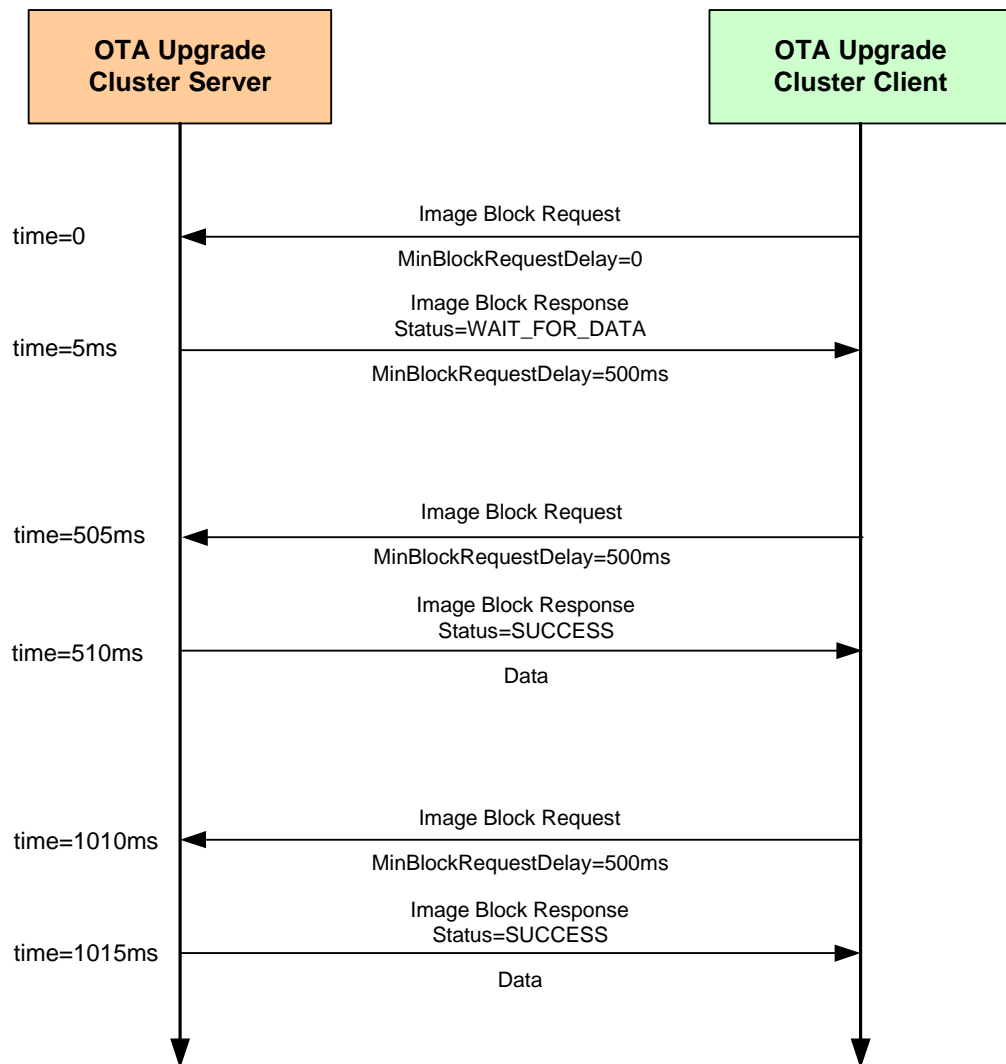 OTA Upgrade
Cluster Server
OTA Upgrade
Cluster Client
Image Block Request
time=0
MinBlockRequestDelay=0
Image Block Response
Status=WAIT_FOR_DATA
time=5ms
MinBlockRequestDelay=500ms
Image Block Request
time=505ms
MinBlockRequestDelay=500ms
Image Block Response
Status=SUCCESS
time=510ms
Data
Image Block Request
time=1010ms
MinBlockRequestDelay=500ms
Image Block Response
Status=SUCCESS
time=1015ms
Data